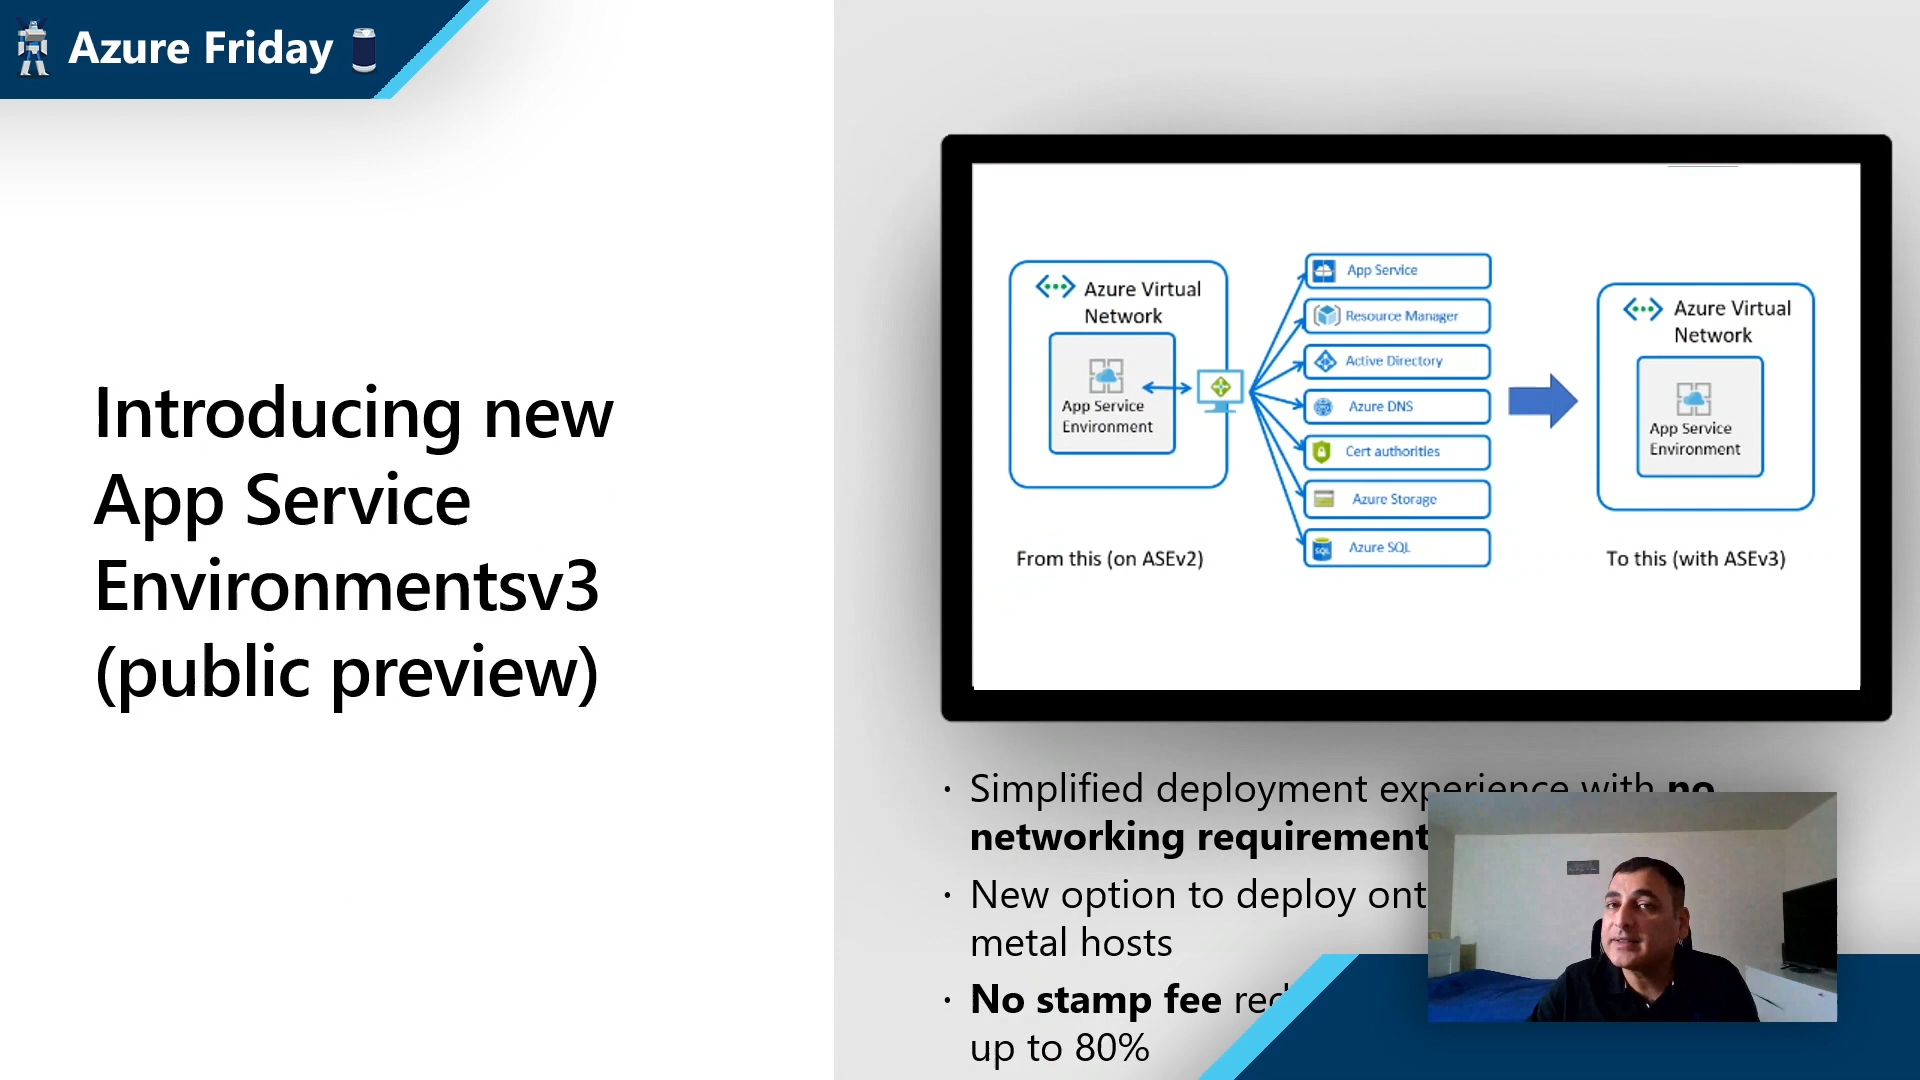 Azure Friday
Introducing new
App Service
Environmentsv3
(public preview)
Azure Virtual
Network
App Service
Environment
From this (on ASEv2)
App Service
Resource Manager
Active Directory
Azure DNS
Cert authorities
Azure Storage
SQL
Azure SQL
Azure Virtual
Network
App Service
Environment
To this (with ASEv3)
· Simplified deployment experience with no
networking requirement
· New option to deploy
metal hosts
· No stamp fee
up to 80%